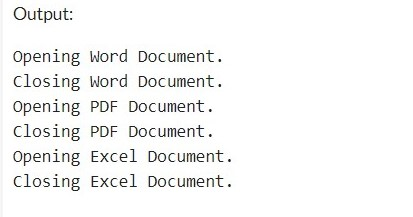 Output:
Opening Word Document.
Closing Word Document.
Opening PDF Document.
Closing PDF Document.
Opening Excel Document.
Closing Excel Document.